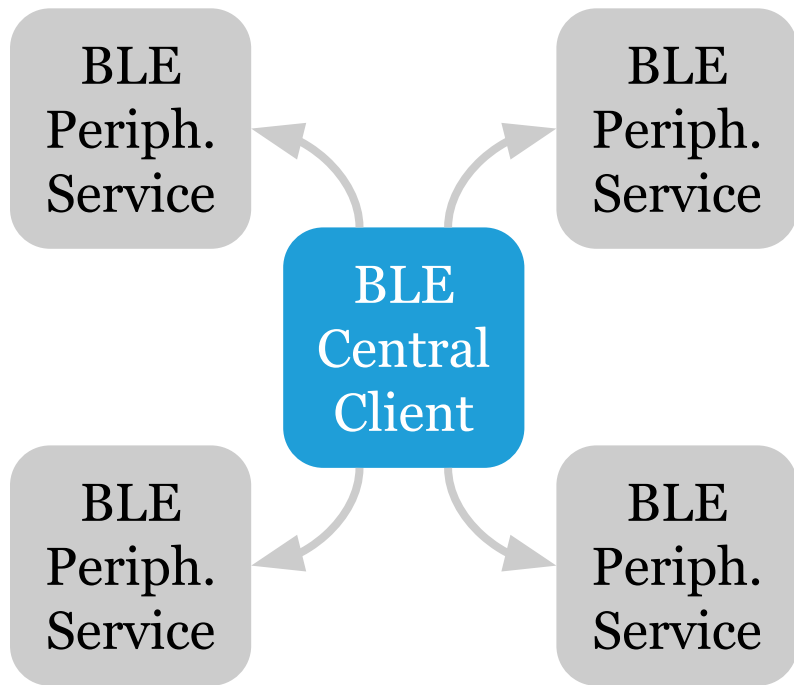 BLE
Periph.
Service
BLE
Periph.
Service
BLE
Central
Client
BLE
Periph.
Service
BLE
Periph.
Service